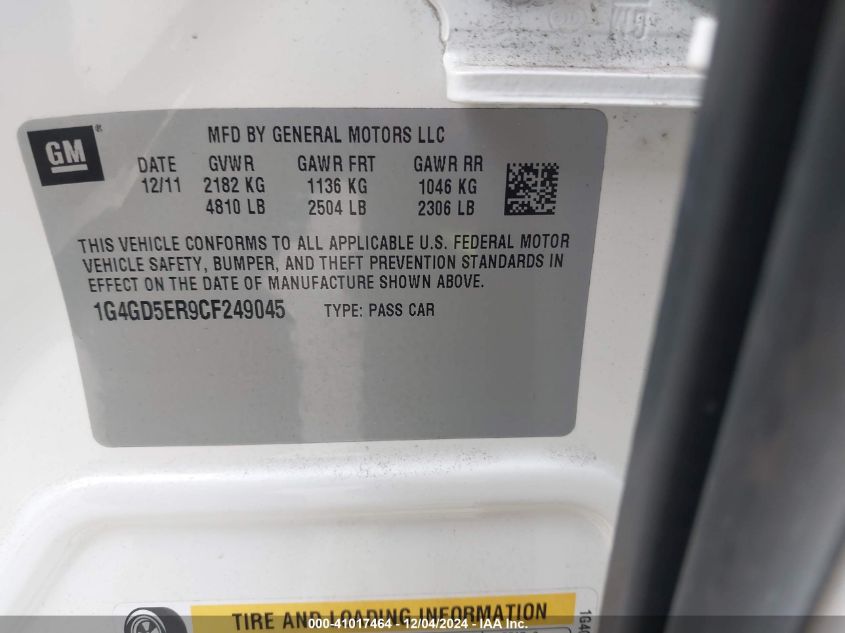 V15
GM®
MFD BY GENERAL MOTORS LLC
DATE GVWR GAWR FRT GAWR RR
12/11 2182 KG 1136 KG 1046 KG
4810 LB 2504 LB 2306 LB
THIS VEHICLE CONFORMS TO ALL APPLICABLE U.S. FEDERAL MOTOR
VEHICLE SAFETY, BUMPER, AND THEFT PREVENTION STANDARDS IN
EFFECT ON THE DATE OF MANUFACTURE SHOWN ABOVE.
1G4GD5ER9CF249045 TYPE: PASS CAR
TIRE AND LOADING INFORMATION
000-41017464 - 12/04/2024 - IAA Inc.